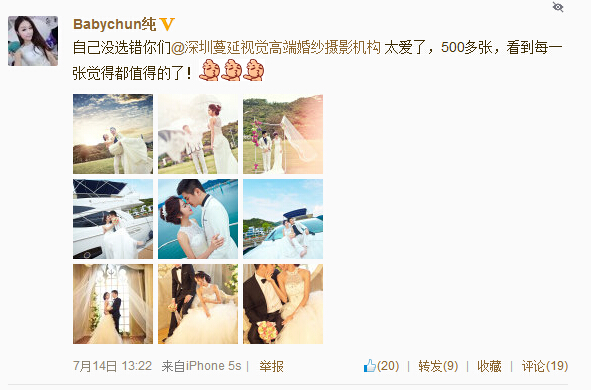 Babychun纯
自己没选错你们@深圳蔓延视觉高端婚纱摄影机构 太爱了，500多张，看到每一
张觉得都值得的了！
7月14日 13:22 来自iPhone 5s | 举报 (20) | 转发(9) | 收藏 | 评论(19)